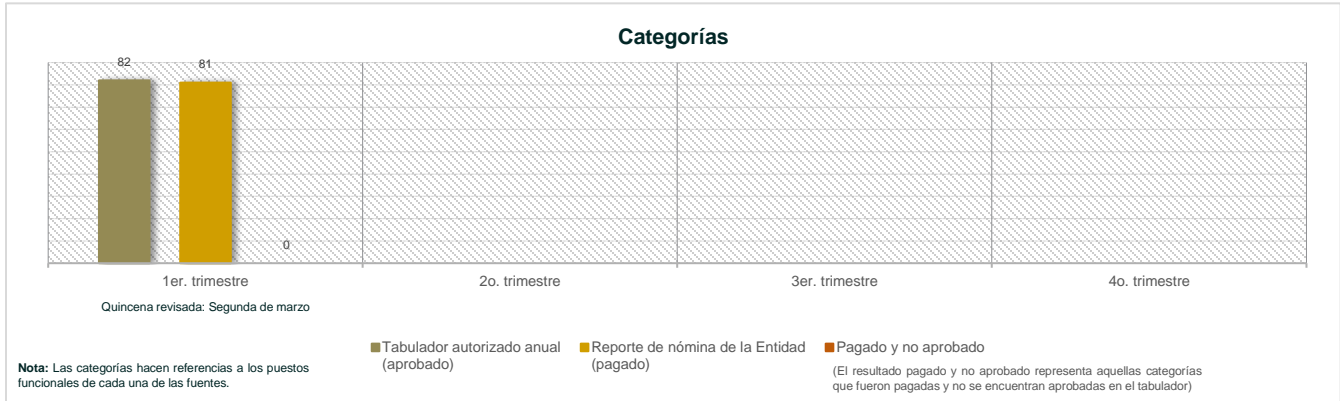 Categorías
82
81
0
1er. trimestre
2o. trimestre
3er. trimestre
4o. trimestre
Quincena revisada: Segunda de marzo
Tabulador autorizado anual
(aprobado)
Reporte de nómina de la Entidad
(pagado)
Pagado y no aprobado
(El resultado pagado y no aprobado representa aquellas categorías
que fueron pagadas y no se encuentran aprobadas en el tabulador)
Nota: Las categorías hacen referencias a los puestos
funcionales de cada una de las fuentes.